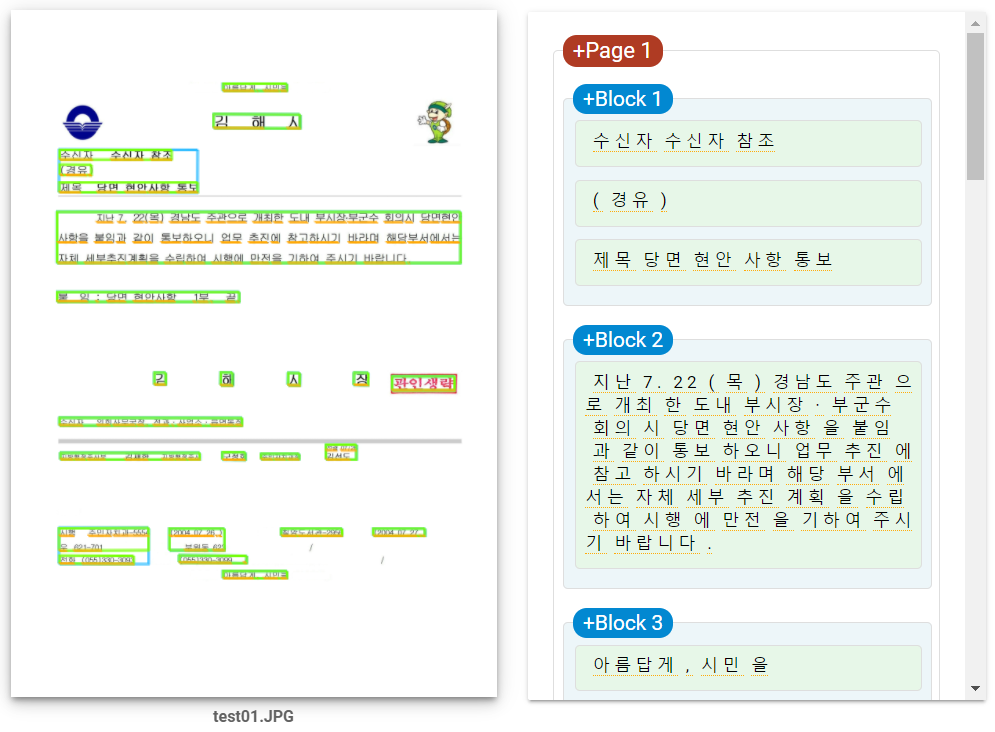 김 해 시
수신자 수신자 참조
(경유)
제목 당면 현안사항 통보
지난 7. 22(목) 경남도 주관으로 개최한 도내 부시장·부군수 회의시 당면현안
사항을 붙임과 같이 통보하오니 업무 추진에 참고하시기 바라며 해당부서에서는
자체 세부추진계획을 수립하여 시행에 만전을 기하여 주시기 바랍니다.
붙 임 : 당면 현안사항 1부. 끝
김 해 시 장 관인생략
우 621-701
/
/
test01.JPG
+Page 1
+Block 1
수신자 수신자 참조
( 경유 )
제목 당면 현안 사항 통보
+Block 2
지난 7. 22 ( 목 ) 경남도 주관 으
로 개최 한 도내 부시장 · 부군수
회의 시 당면 현안 사항 을 붙임
과 같이 통보 하오니 업무 추진 에
참고 하시기 바라며 해당 부서 에
서는 자체 세부 추진 계획 을 수립
하여 시행 에 만전 을 기하여 주시
기 바랍니다 .
+Block 3
아름답게 , 시민 을